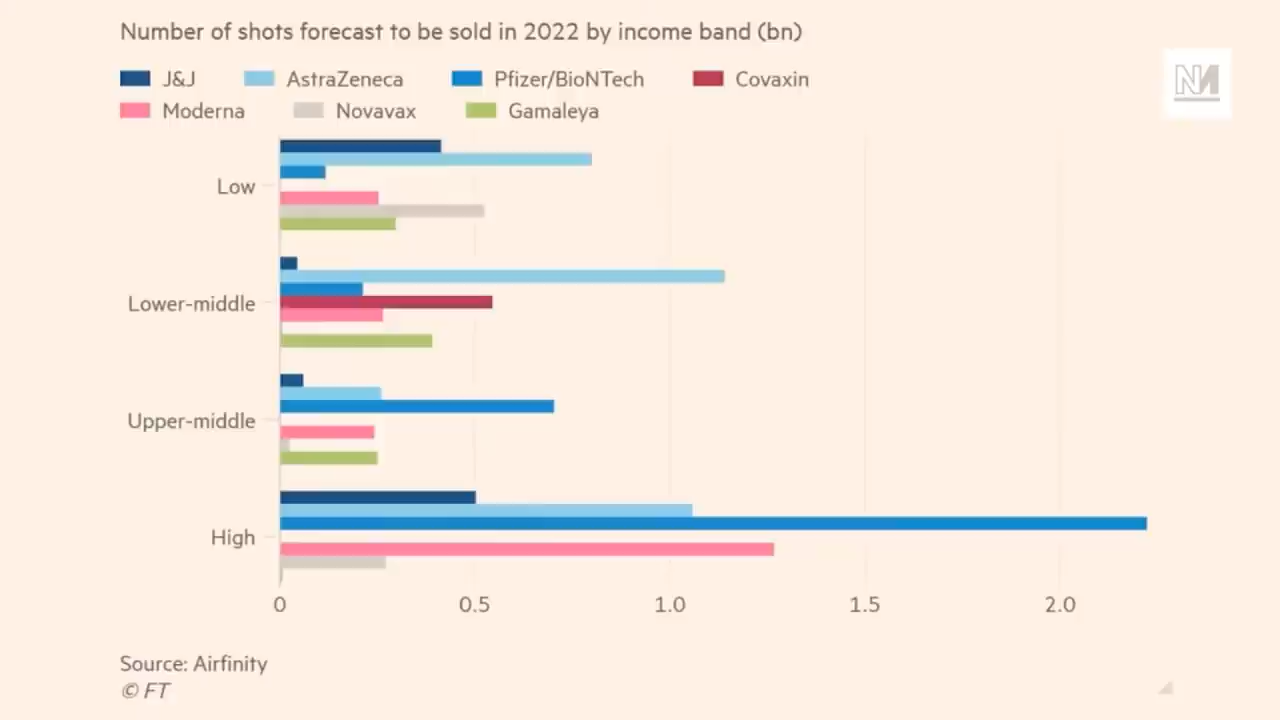 Number of shots forecast to be sold in 2022 by income band (bn)
J&J AstraZeneca Pfizer/BioNTech Covaxin
Moderna Novavax Gamaleya
NM
Low
Lower-middle
Upper-middle
High
0 0.5 1.0 1.5 2.0
Source: Airfinity
© FT